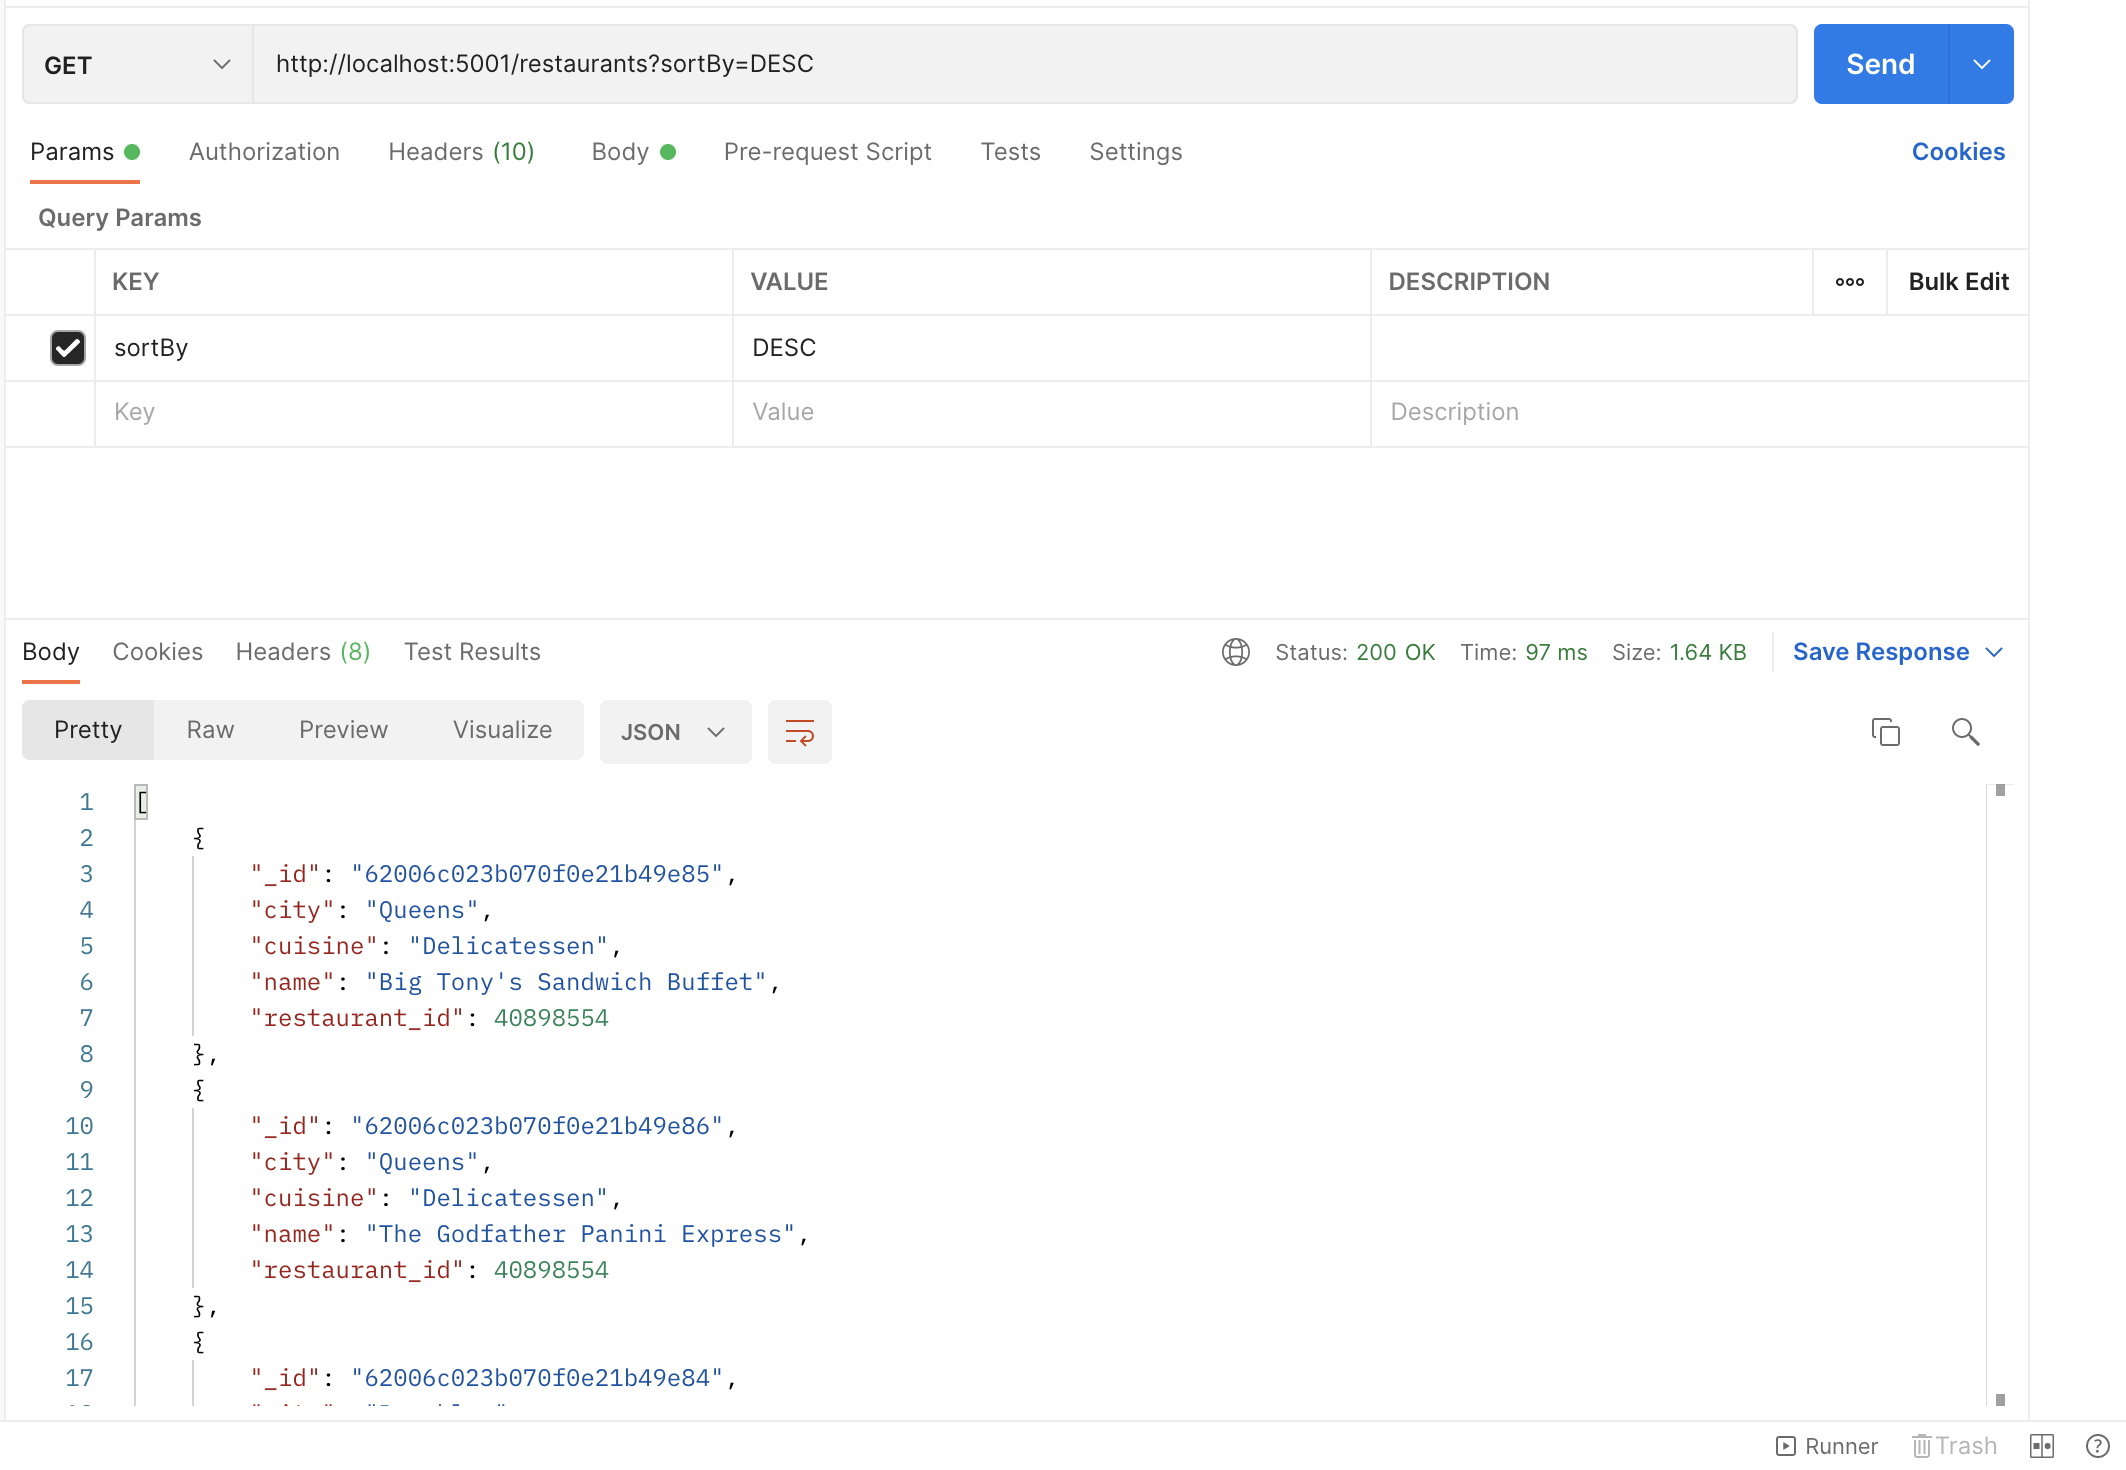 GET http://localhost:5001/restaurants?sortBy=DESC Send
Params Authorization Headers (10) Body Pre-request Script Tests Settings Cookies
Query Params
KEY VALUE DESCRIPTION ooo Bulk Edit
sortBy DESC
Key Value Description
Body Cookies Headers (8) Test Results Status: 200 OK Time: 97 ms Size: 1.64 KB Save Response
Pretty Raw Preview Visualize JSON
1 [
2 {
3 "_id": "62006c023b070f0e21b49e85",
4 "city": "Queens",
5 "cuisine": "Delicatessen",
6 "name": "Big Tony's Sandwich Buffet",
7 "restaurant_id": 40898554
8 },
9 {
10 "_id": "62006c023b070f0e21b49e86",
11 "city": "Queens",
12 "cuisine": "Delicatessen",
13 "name": "The Godfather Panini Express",
14 "restaurant_id": 40898554
15 },
16 {
17 "_id": "62006c023b070f0e21b49e84",
Runner Trash